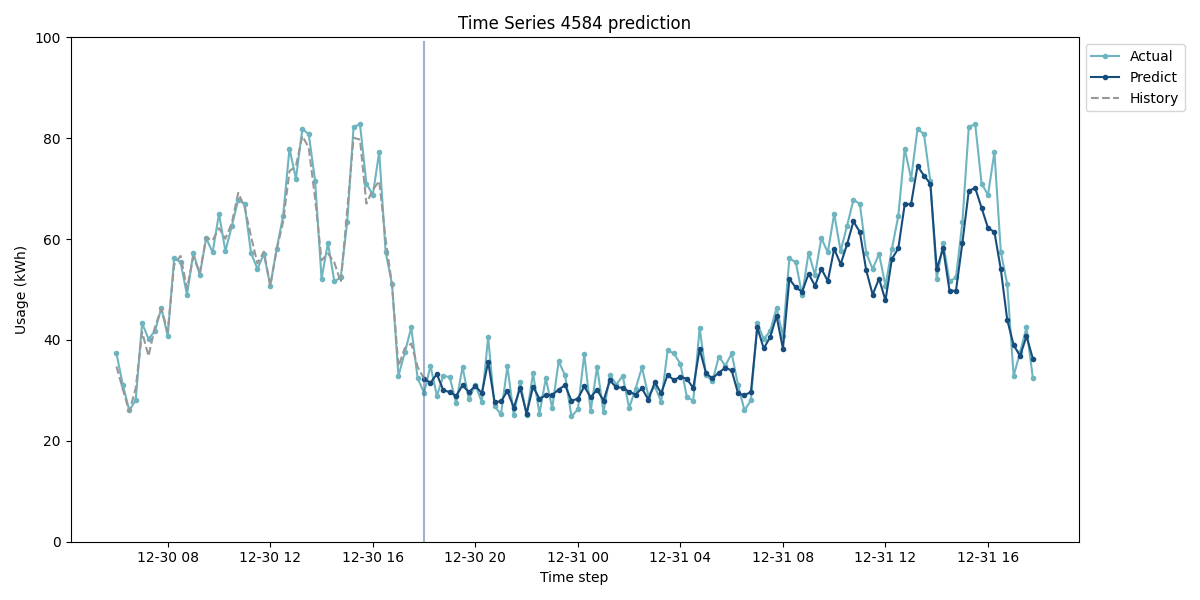 Time Series 4584 prediction
100
80
60
40
20
0
Usage (kWh)
12-30 08
12-30 12
12-30 16
12-30 20
12-31 00
12-31 04
12-31 08
12-31 12
12-31 16
Time step
Actual
Predict
History